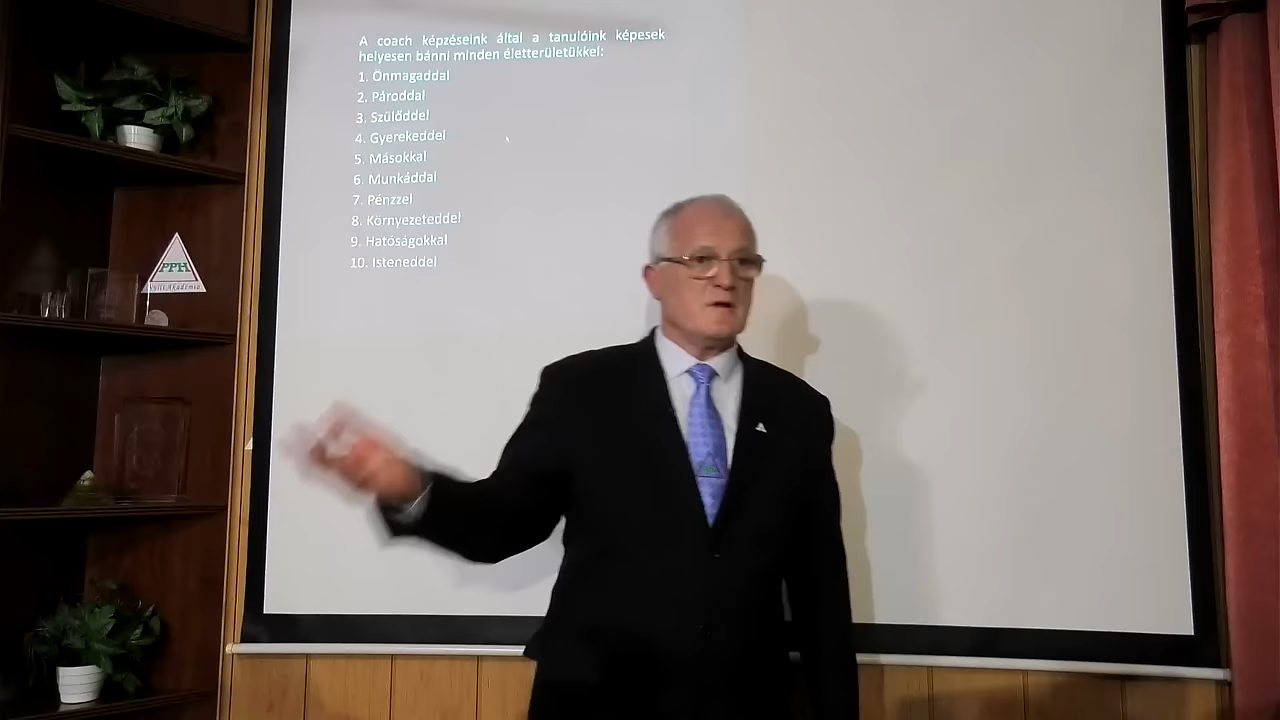 A coach képzéseink által a tanulóink képesek
helyesen bánni minden életterületükkel:
1. Önmagaddal
2. Pároddal
3. Szülőddel
4. Gyerekeddel
5. Másokkal
6. Munkáddal
7. Pénzzel
8. Környezeteddel
9. Hatóságokkal
10. Isteneddel
PPH